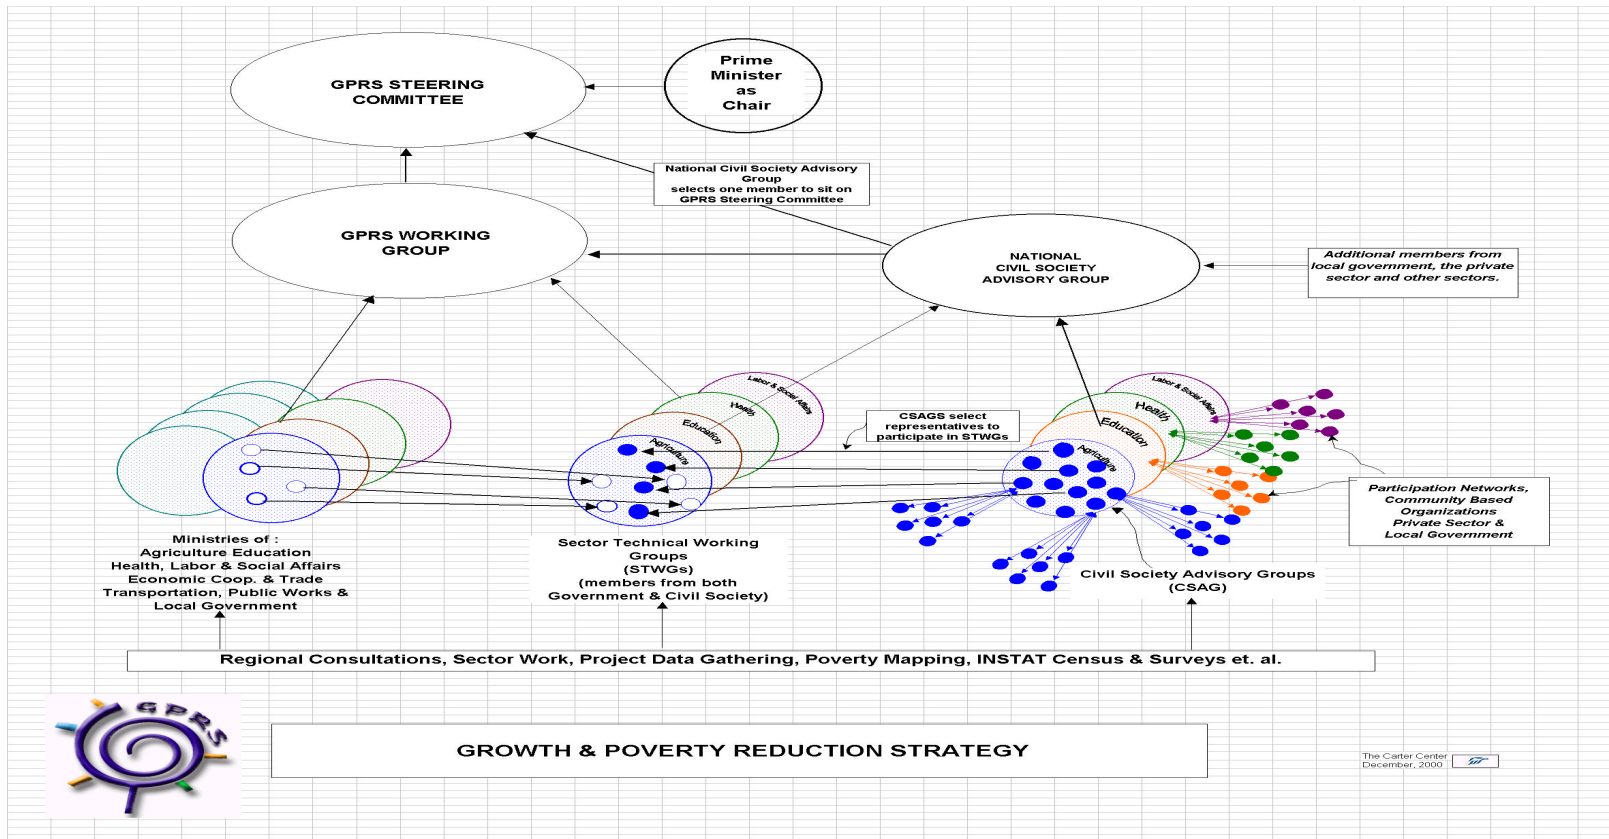 GPRS STEERING
COMMITTEE
Prime
Minister
as
Chair
National Civil Society Advisory
Group
selects one member to sit on
GPRS Steering Committee
GPRS WORKING
GROUP
NATIONAL
CIVIL SOCIETY
ADVISORY GROUP
Additional members from
local government, the private
sector and other sectors.
Labor & Social Affairs
Health
Education
Agriculture
CSAGS select
representatives to
participate in STWGs
Labor & Social Affairs
Health
Education
Agriculture
Participation Networks,
Community Based
Organizations
Private Sector &
Local Government
Ministries of :
Agriculture Education
Health, Labor & Social Affairs
Economic Coop. & Trade
Transportation, Public Works &
Local Government
Sector Technical Working
Groups
(STWGs)
(members from both
Government & Civil Society)
Civil Society Advisory Groups
(CSAG)
Regional Consultations, Sector Work, Project Data Gathering, Poverty Mapping, INSTAT Census & Surveys et. al.
GPRS
GROWTH & POVERTY REDUCTION STRATEGY
The Carter Center
December, 2000